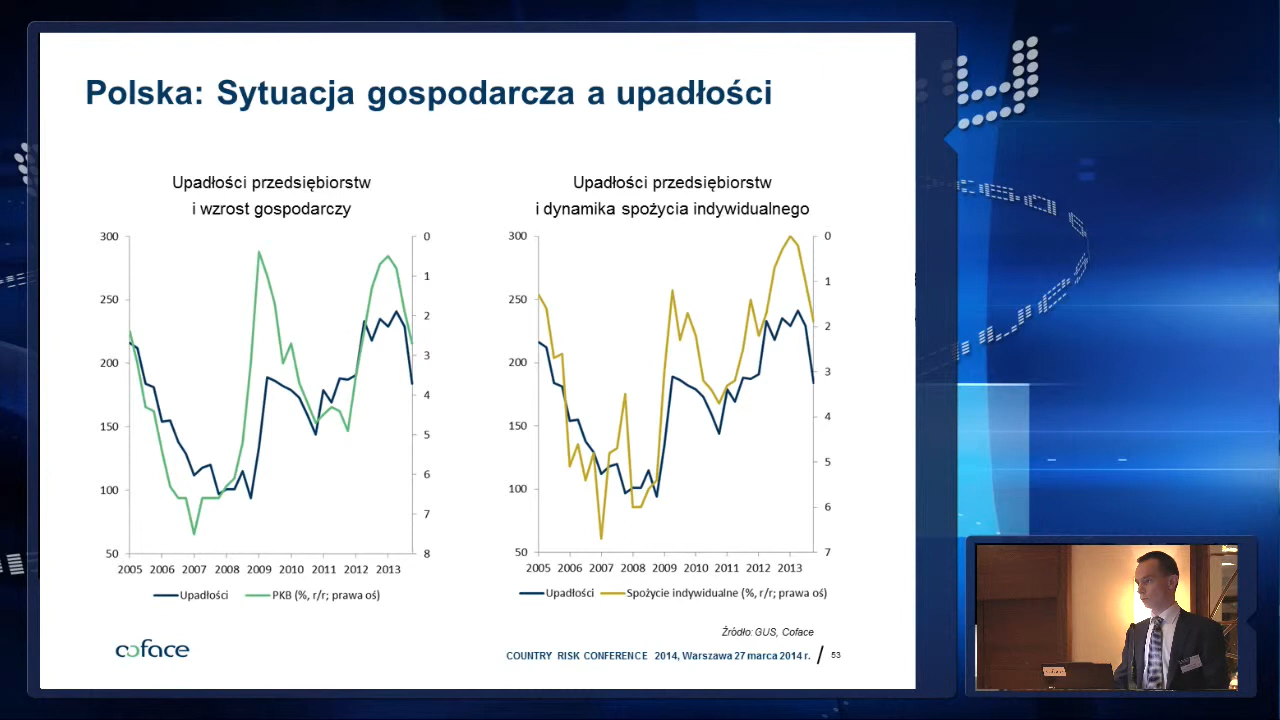 Polska: Sytuacja gospodarcza a upadłości
Upadłości przedsiębiorstw
i wzrost gospodarczy
300
250
200
150
100
50
0
1
2
3
4
5
6
7
8
2005 2006 2007 2008 2009 2010 2011 2012 2013
Upadłości PKB (%, r/r; prawa oś)
Upadłości przedsiębiorstw
i dynamika spożycia indywidualnego
300
250
200
150
100
50
0
1
2
3
4
5
6
7
2005 2006 2007 2008 2009 2010 2011 2012 2013
Upadłości Spożycie indywidualne (%, r/r; prawa oś)
Źródło: GUS, Coface
coface
COUNTRY RISK CONFERENCE 2014, Warszawa 27 marca 2014 r. / 53